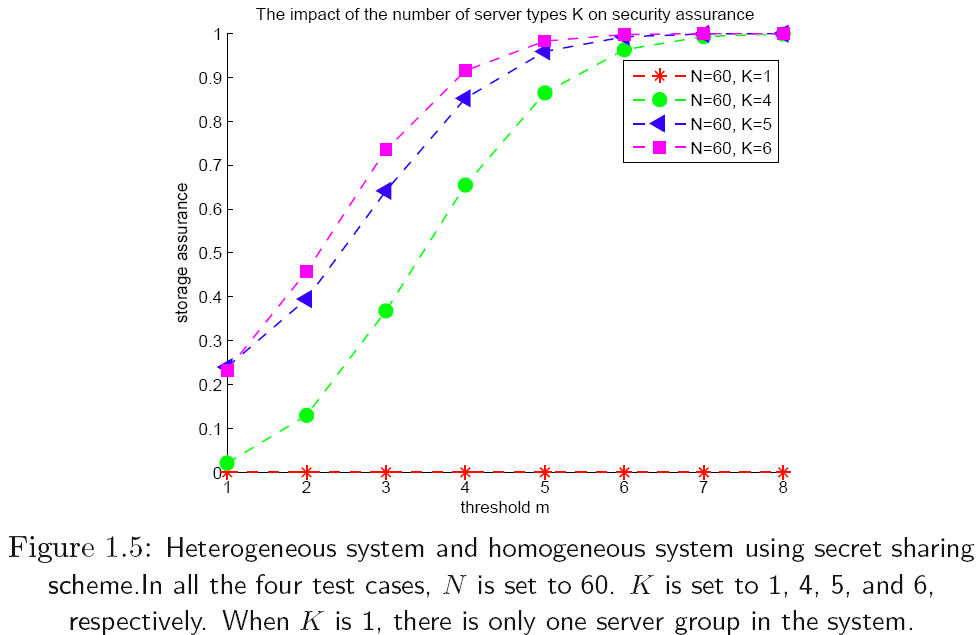 The impact of the number of server types K on security assurance
1
0.9
0.8
0.7
0.6
0.5
0.4
0.3
0.2
0.1
0
storage assurance
N=60, K=1
N=60, K=4
N=60, K=5
N=60, K=6
1 2 3 4 5 6 7 8
threshold m
Figure 1.5: Heterogeneous system and homogeneous system using secret sharing
scheme.In all the four test cases, N is set to 60. K is set to 1, 4, 5, and 6,
respectively. When K is 1, there is only one server group in the system.